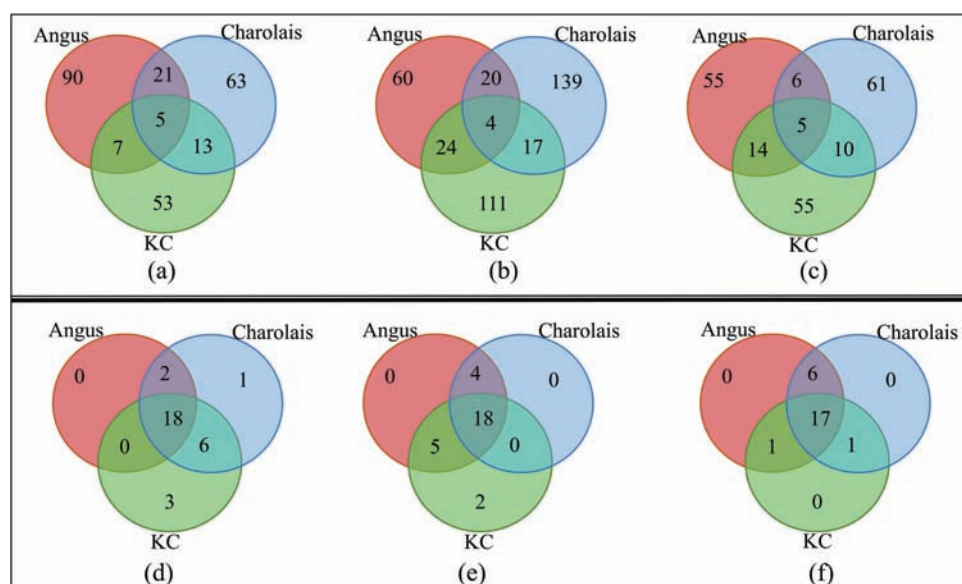 Angus Charolais
90 21 63
5
7 13
53
KC
(a)
Angus Charolais
60 20 139
4
24 17
111
KC
(b)
Angus Charolais
55 6 61
5
14 10
55
KC
(c)
Angus Charolais
0 2 1
18
0 6
3
KC
(d)
Angus Charolais
0 4 0
18
5 0
2
KC
(e)
Angus Charolais
0 6 0
17
1 1
0
KC
(f)